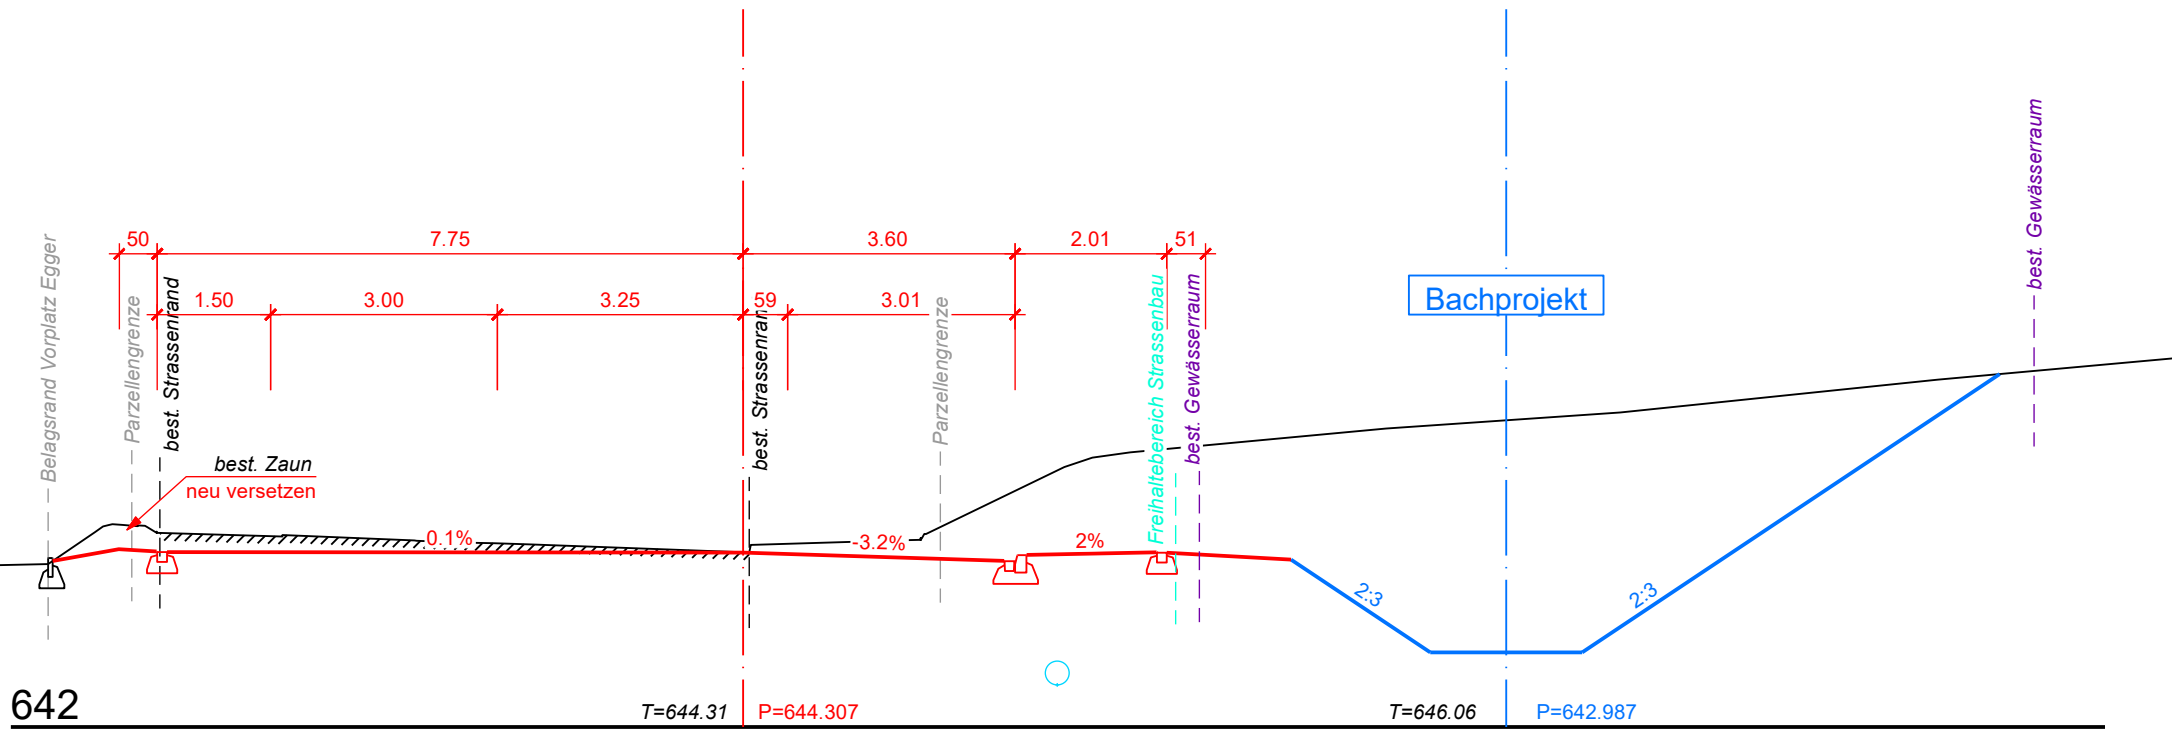 50
7.75
3.60
2.01
51
1.50
3.00
3.25
59
3.01
Belagsrand Vorplatz Egger
Parzellengrenze
best. Strassenrand
best. Strassenrand
Parzellengrenze
Freihaltebereich Strassenbau
best. Gewässerraum
best. Gewässerraum
Bachprojekt
best. Zaun
neu versetzen
0.1%
-3.2%
2%
2:3
2:3
642
T=644.31
P=644.307
T=646.06
P=642.987